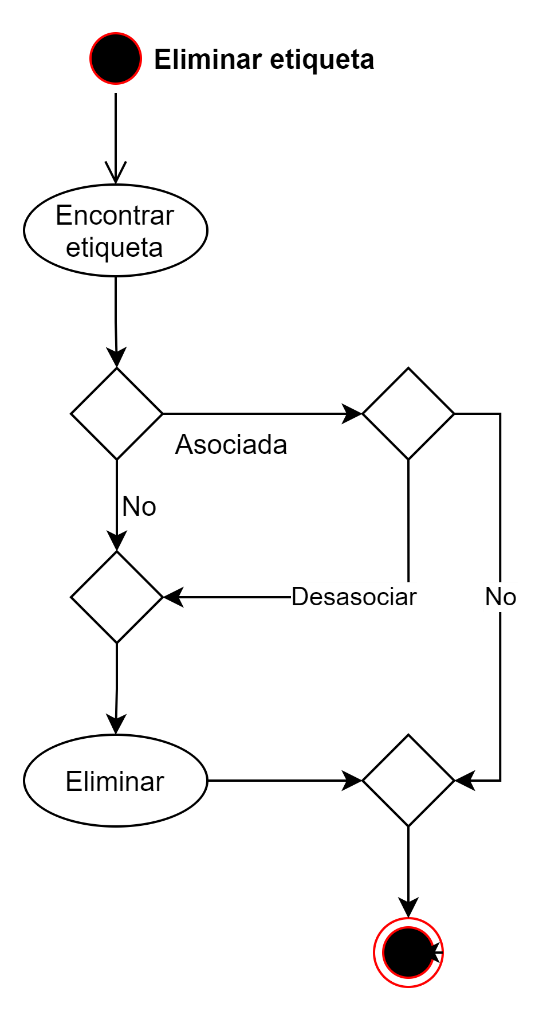 Eliminar etiqueta
Encontrar
etiqueta
Asociada
No
Desasociar
No
Eliminar